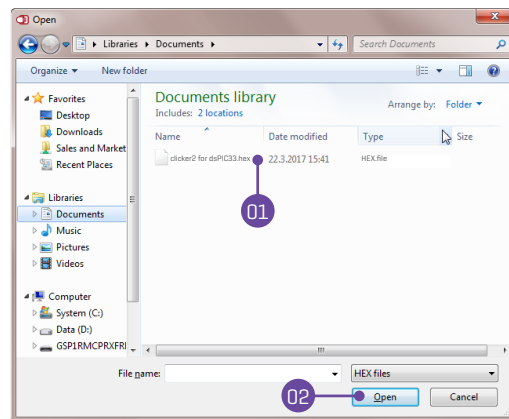 Open
Libraries Documents
Search Documents
Organize New folder
Favorites
Desktop
Downloads
Sales and Market
Recent Places
Libraries
Documents
Music
Pictures
Videos
Computer
System (C:)
Data (D:)
GSP1RMCPRXFRI
Documents library
Includes: 2 locations
Arrange by: Folder
Name Date modified Type Size
clicker2 for dsPIC33.hex 22.3.2017 15:41 HEX.file
01
File name: HEX files
02
Open Cancel